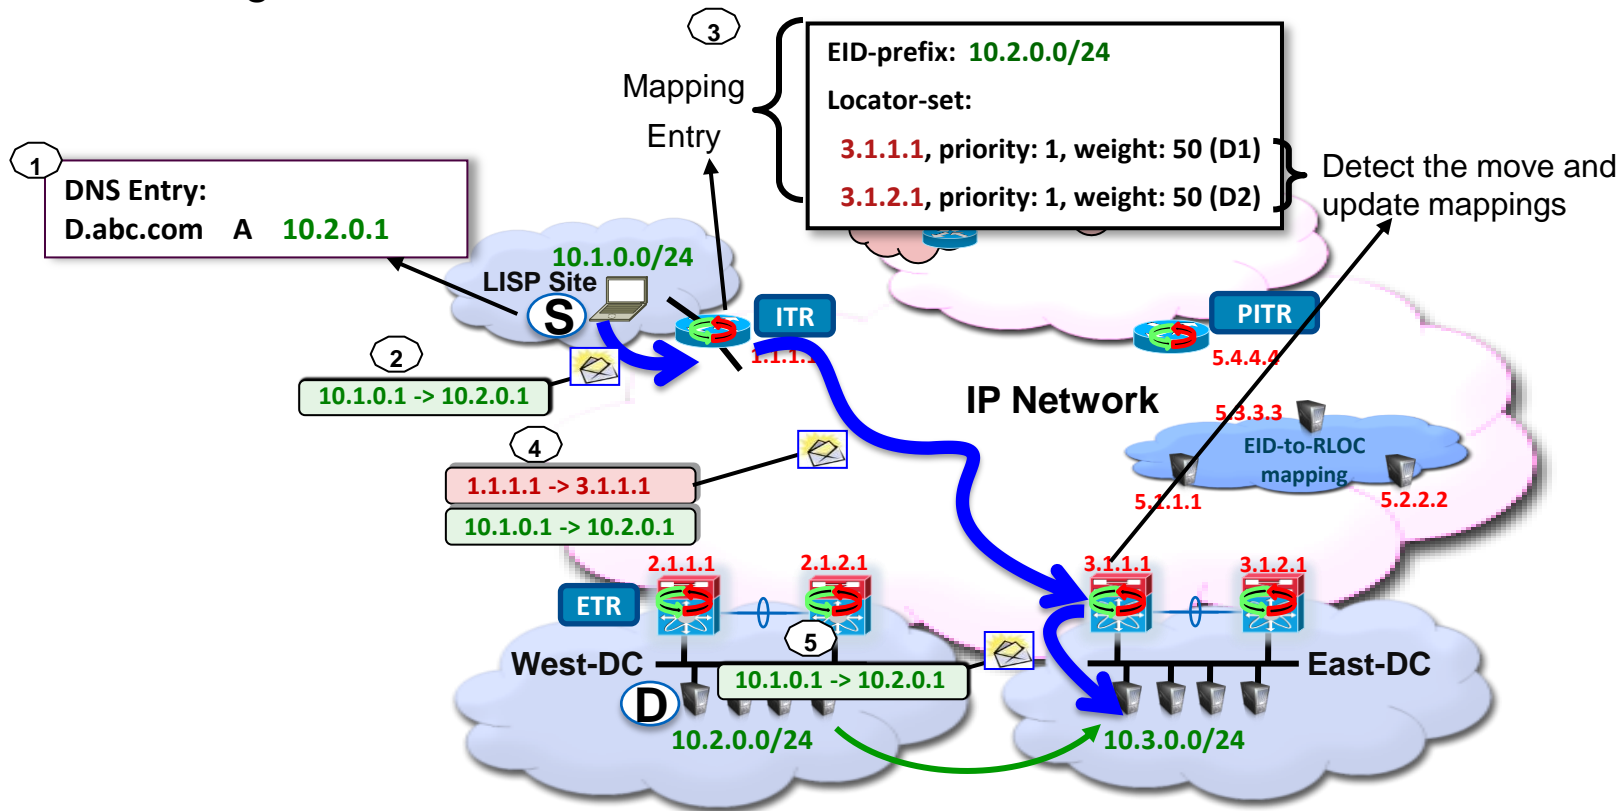 3
EID-prefix: 10.2.0.0/24
Mapping
Entry
Locator-set:
3.1.1.1, priority: 1, weight: 50 (D1)
3.1.2.1, priority: 1, weight: 50 (D2)
Detect the move and
update mappings
1
DNS Entry:
D.abc.com A 10.2.0.1
10.1.0.0/24
LISP Site
S
ITR
1.1.1.1
PITR
5.4.4.4
2
10.1.0.1 -> 10.2.0.1
IP Network
5.3.3.3
EID-to-RLOC
mapping
5.1.1.1
5.2.2.2
4
1.1.1.1 -> 3.1.1.1
10.1.0.1 -> 10.2.0.1
2.1.1.1
2.1.2.1
3.1.1.1
3.1.2.1
ETR
5
West-DC
10.1.0.1 -> 10.2.0.1
East-DC
D
10.2.0.0/24
10.3.0.0/24